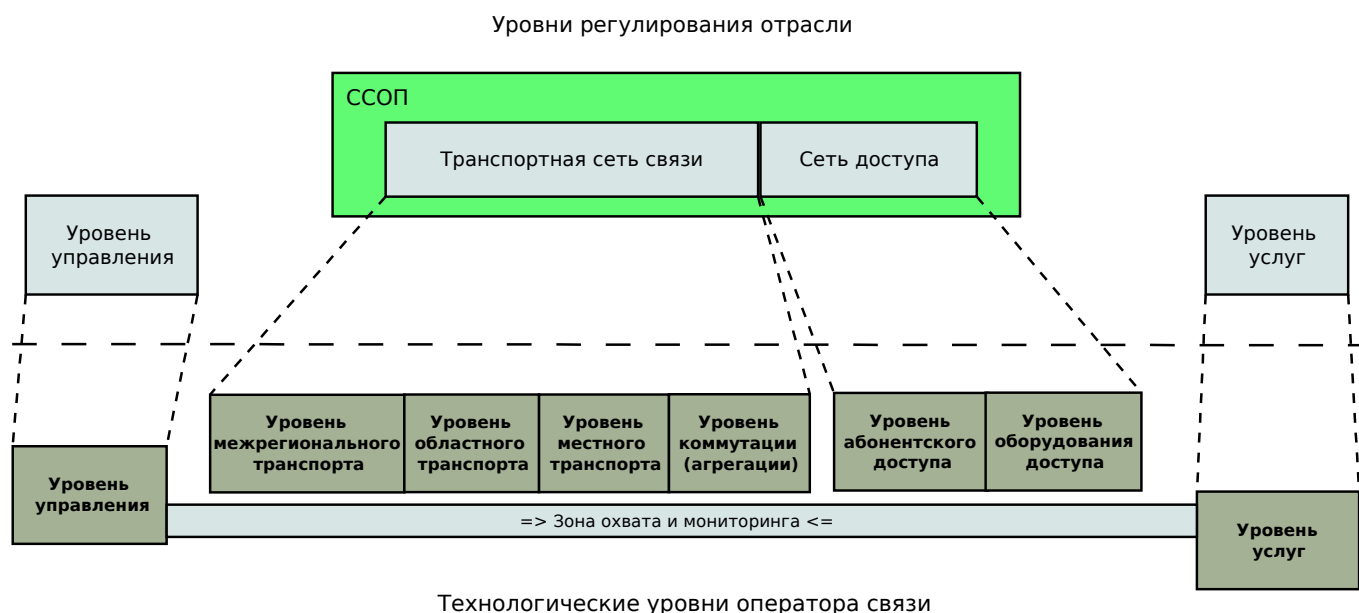 Уровни регулирования отрасли
ССОП
Транспортная сеть связи
Сеть доступа
Уровень
управления
Уровень
услуг
Уровень
межрегионального
транспорта
Уровень
областного
транспорта
Уровень
местного
транспорта
Уровень
коммутации
(агрегации)
Уровень
абонентского
доступа
Уровень
оборудования
доступа
Уровень
управления
=> Зона охвата и мониторинга <=
Уровень
услуг
Технологические уровни оператора связи